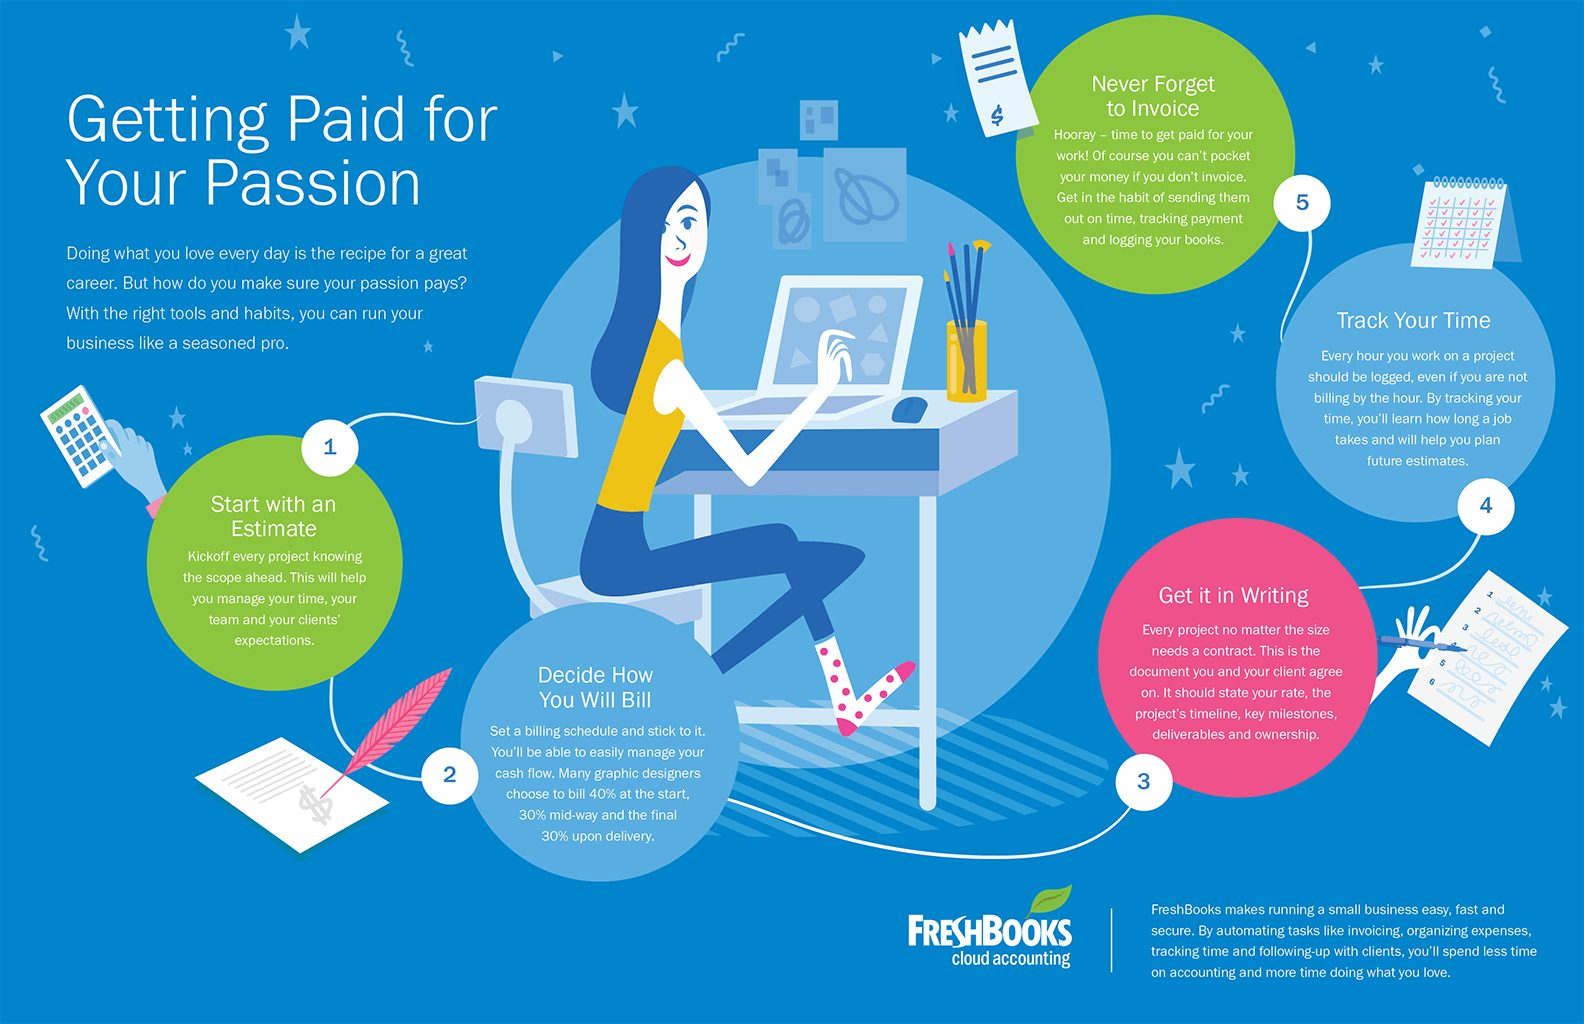 Getting Paid for
Your Passion
Doing what you love every day is the recipe for a great
career. But how do you make sure your passion pays?
With the right tools and habits, you can run your
business like a seasoned pro.
1
Start with an
Estimate
Kickoff every project knowing
the scope ahead. This will help
you manage your time, your
team and your clients'
expectations.
2
Decide How
You Will Bill
Set a billing schedule and stick to it.
You'll be able to easily manage your
cash flow. Many graphic designers
choose to bill 40% at the start,
30% mid-way and the final
30% upon delivery.
$
3
Get it in Writing
Every project no matter the size
needs a contract. This is the
document you and your client agree
on. It should state your rate, the
project's timeline, key milestones,
deliverables and ownership.
1
2
3
5
6
4
Track Your Time
Every hour you work on a project
should be logged, even if you are not
billing by the hour. By tracking your
time, you'll learn how long a job
takes and will help you plan
future estimates.
5
Never Forget
to Invoice
Hooray – time to get paid for your
work! Of course you can't pocket
your money if you don't invoice.
Get in the habit of sending them
out on time, tracking payment
and logging your books.
$
FRESHBOOKS
cloud accounting
FreshBooks makes running a small business easy, fast and
secure. By automating tasks like invoicing, organizing expenses,
tracking time and following-up with clients, you'll spend less time
on accounting and more time doing what you love.